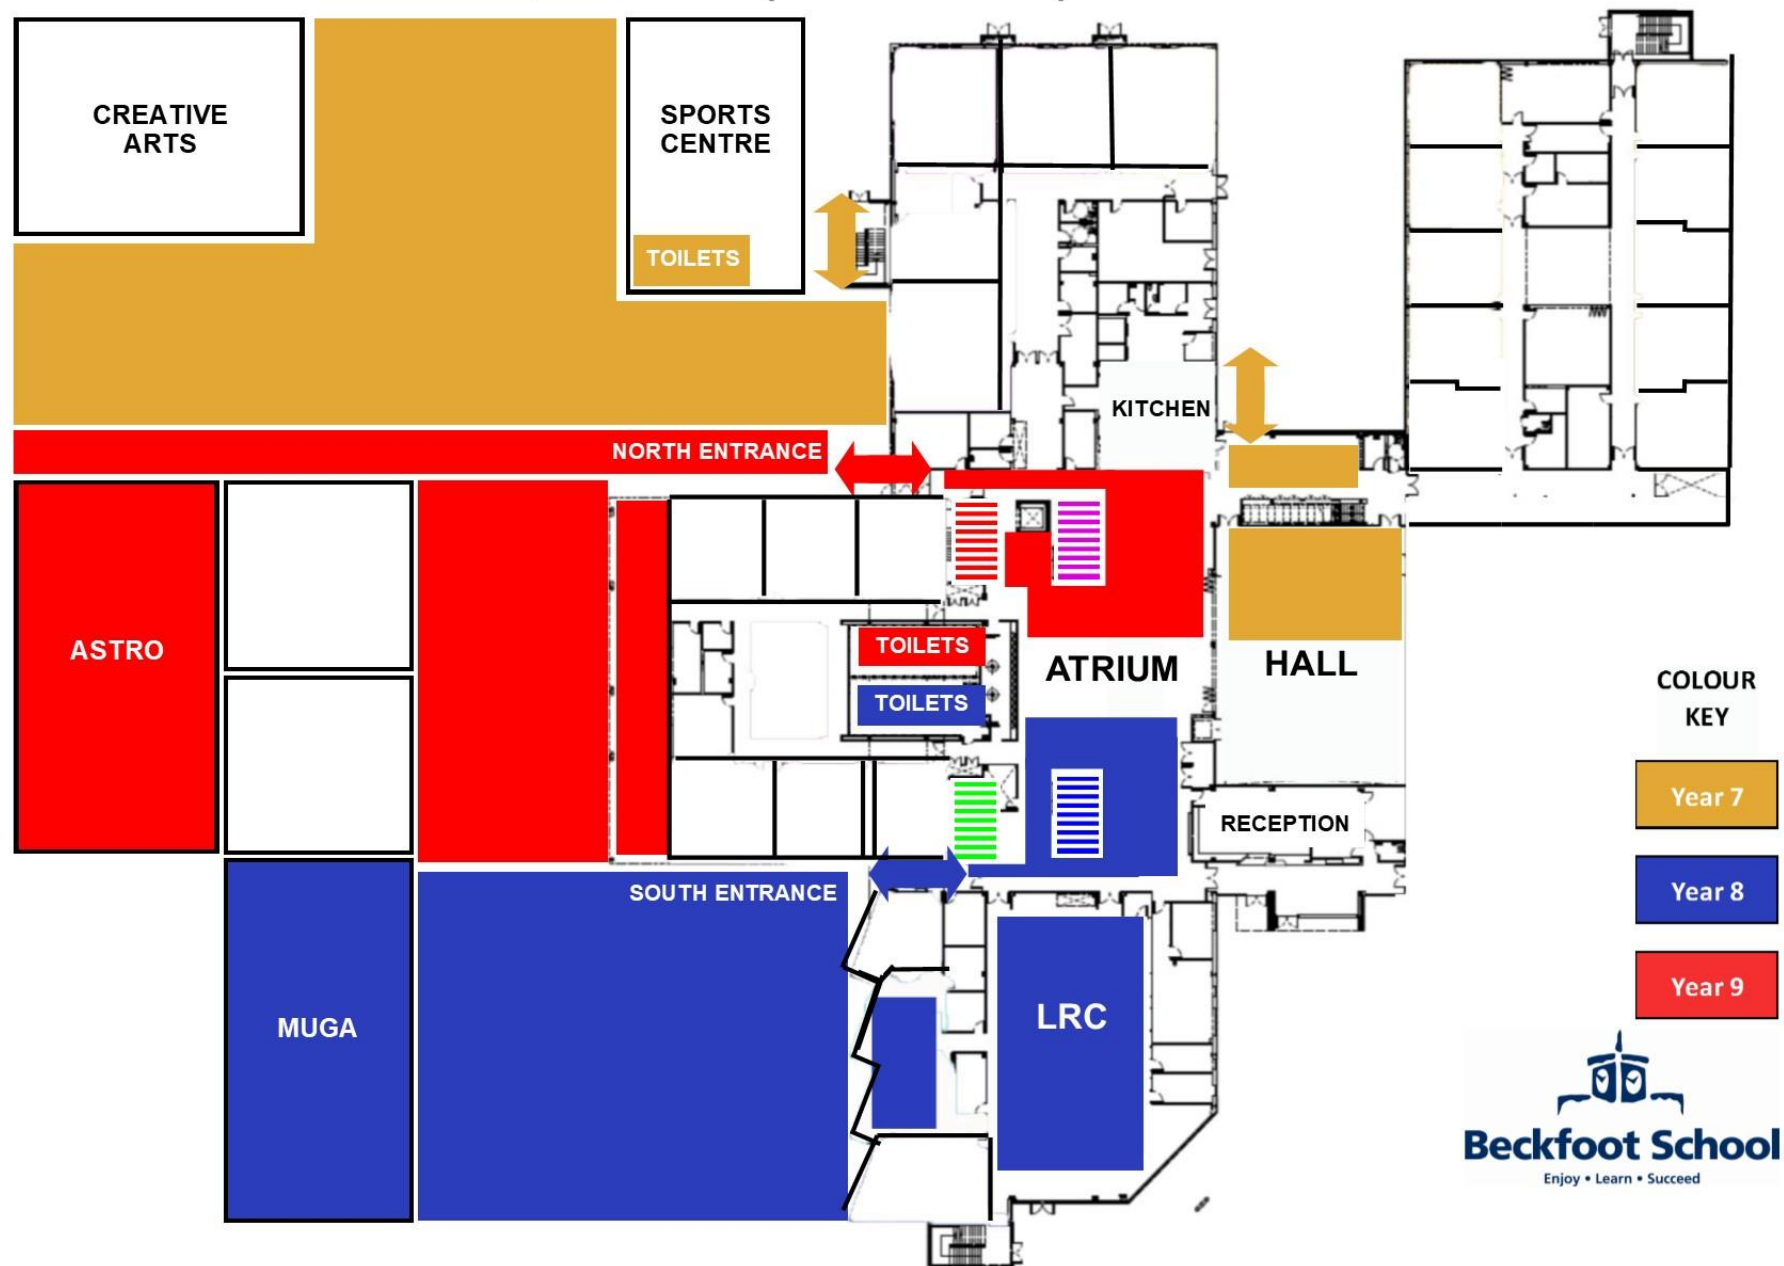 CREATIVE
ARTS
SPORTS
CENTRE
TOILETS
KITCHEN
NORTH ENTRANCE
ASTRO
TOILETS
TOILETS
ATRIUM
HALL
RECEPTION
SOUTH ENTRANCE
MUGA
LRC
COLOUR
KEY
Year 7
Year 8
Year 9
Beckfoot School
Enjoy • Learn • Succeed